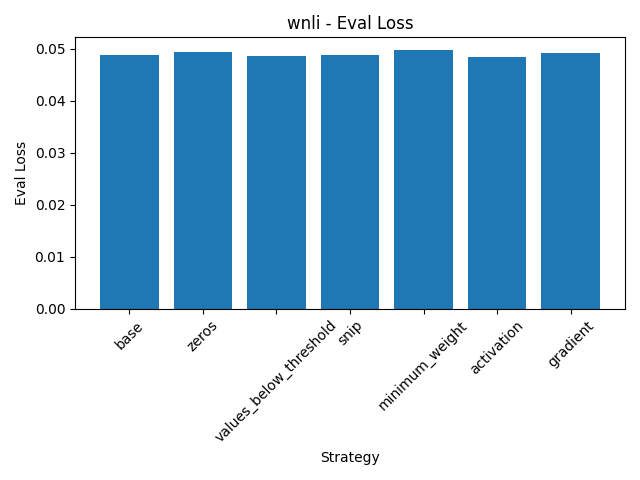 wnli - Eval Loss
Eval Loss
0.05
0.04
0.03
0.02
0.01
0.00
base
zeros
values_below_threshold
snip
minimum_weight
activation
gradient
Strategy